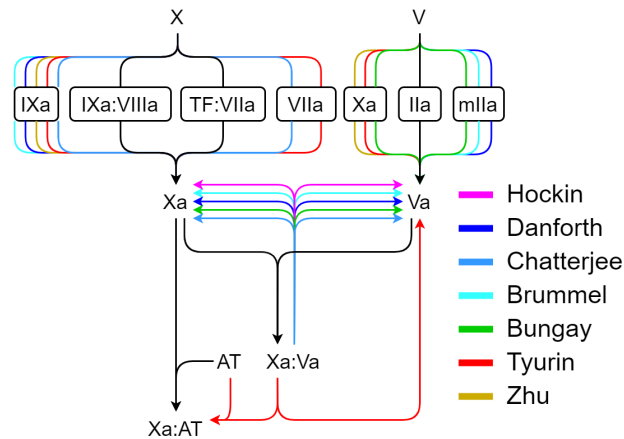 X V
IXa IXa:VIIIa TF:VIIa VIIa Xa IIa mIIa
Xa Va
Hockin
Danforth
Chatterjee
Brummel
Bungay
Tyurin
Zhu
AT Xa:Va
Xa:AT